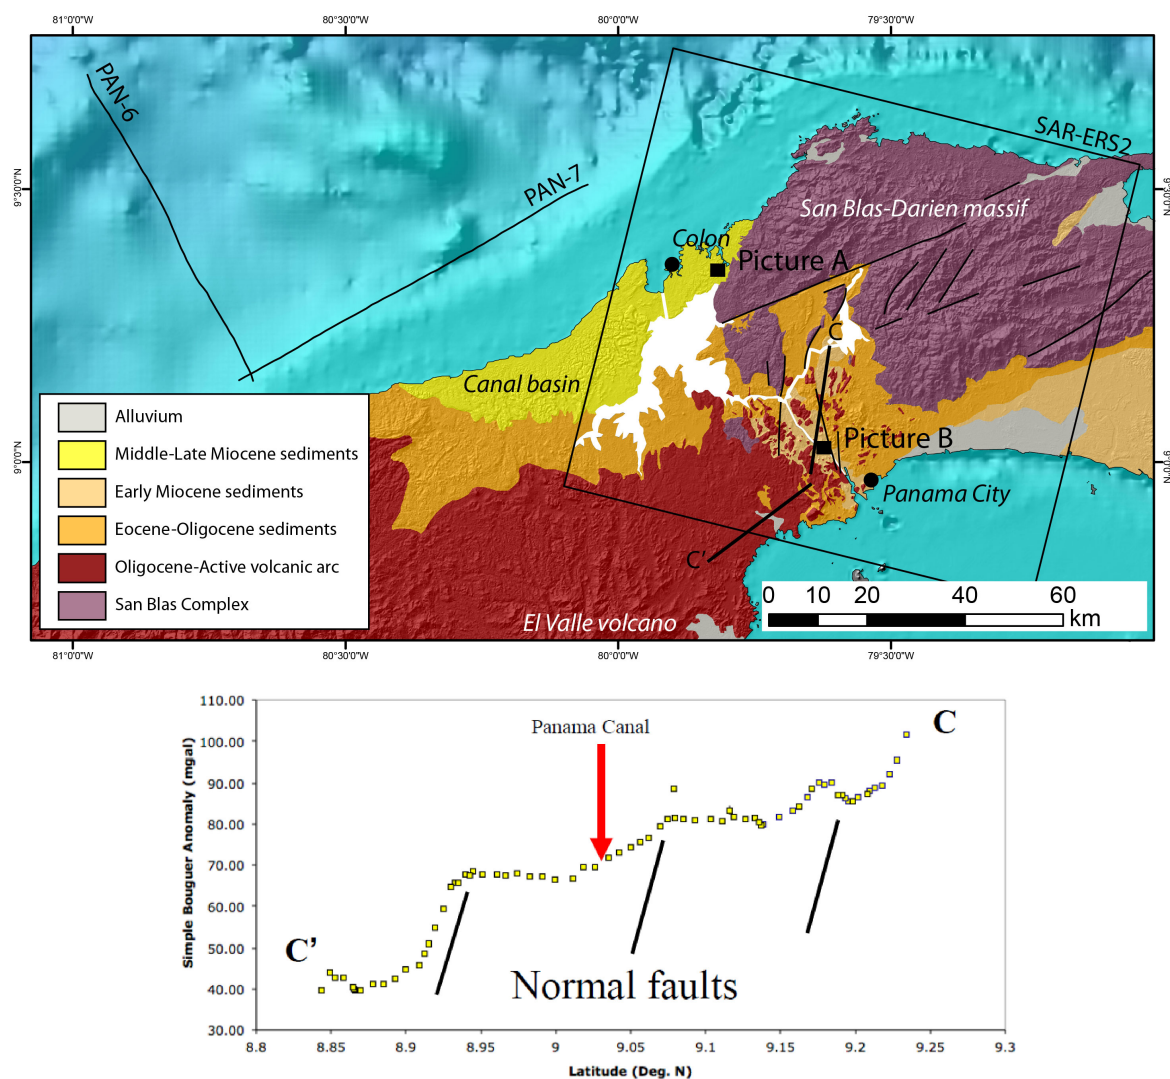 81°0'0"W
80°30'0"W
80°0'0"W
79°30'0"W
PAN-6
SAR-ERS2
PAN-7
9°30'0"N
9°30'0"N
San Blas-Darien massif
Colon
Picture A
C
Canal basin
Alluvium
Middle-Late Miocene sediments
Early Miocene sediments
Eocene-Oligocene sediments
Oligocene-Active volcanic arc
San Blas Complex
Picture B
9°0'0"N
9°0'0"N
Panama City
C'
0 10 20 40 60
km
El Valle volcano
81°0'0"W
80°30'0"W
80°0'0"W
79°30'0"W
110.00
100.00
90.00
80.00
70.00
60.00
50.00
40.00
30.00
Simple Bouguer Anomaly (mgal)
Panama Canal
C
C’
Normal faults
8.8 8.85 8.9 8.95 9 9.05 9.1 9.15 9.2 9.25 9.3
Latitude (Deg. N)